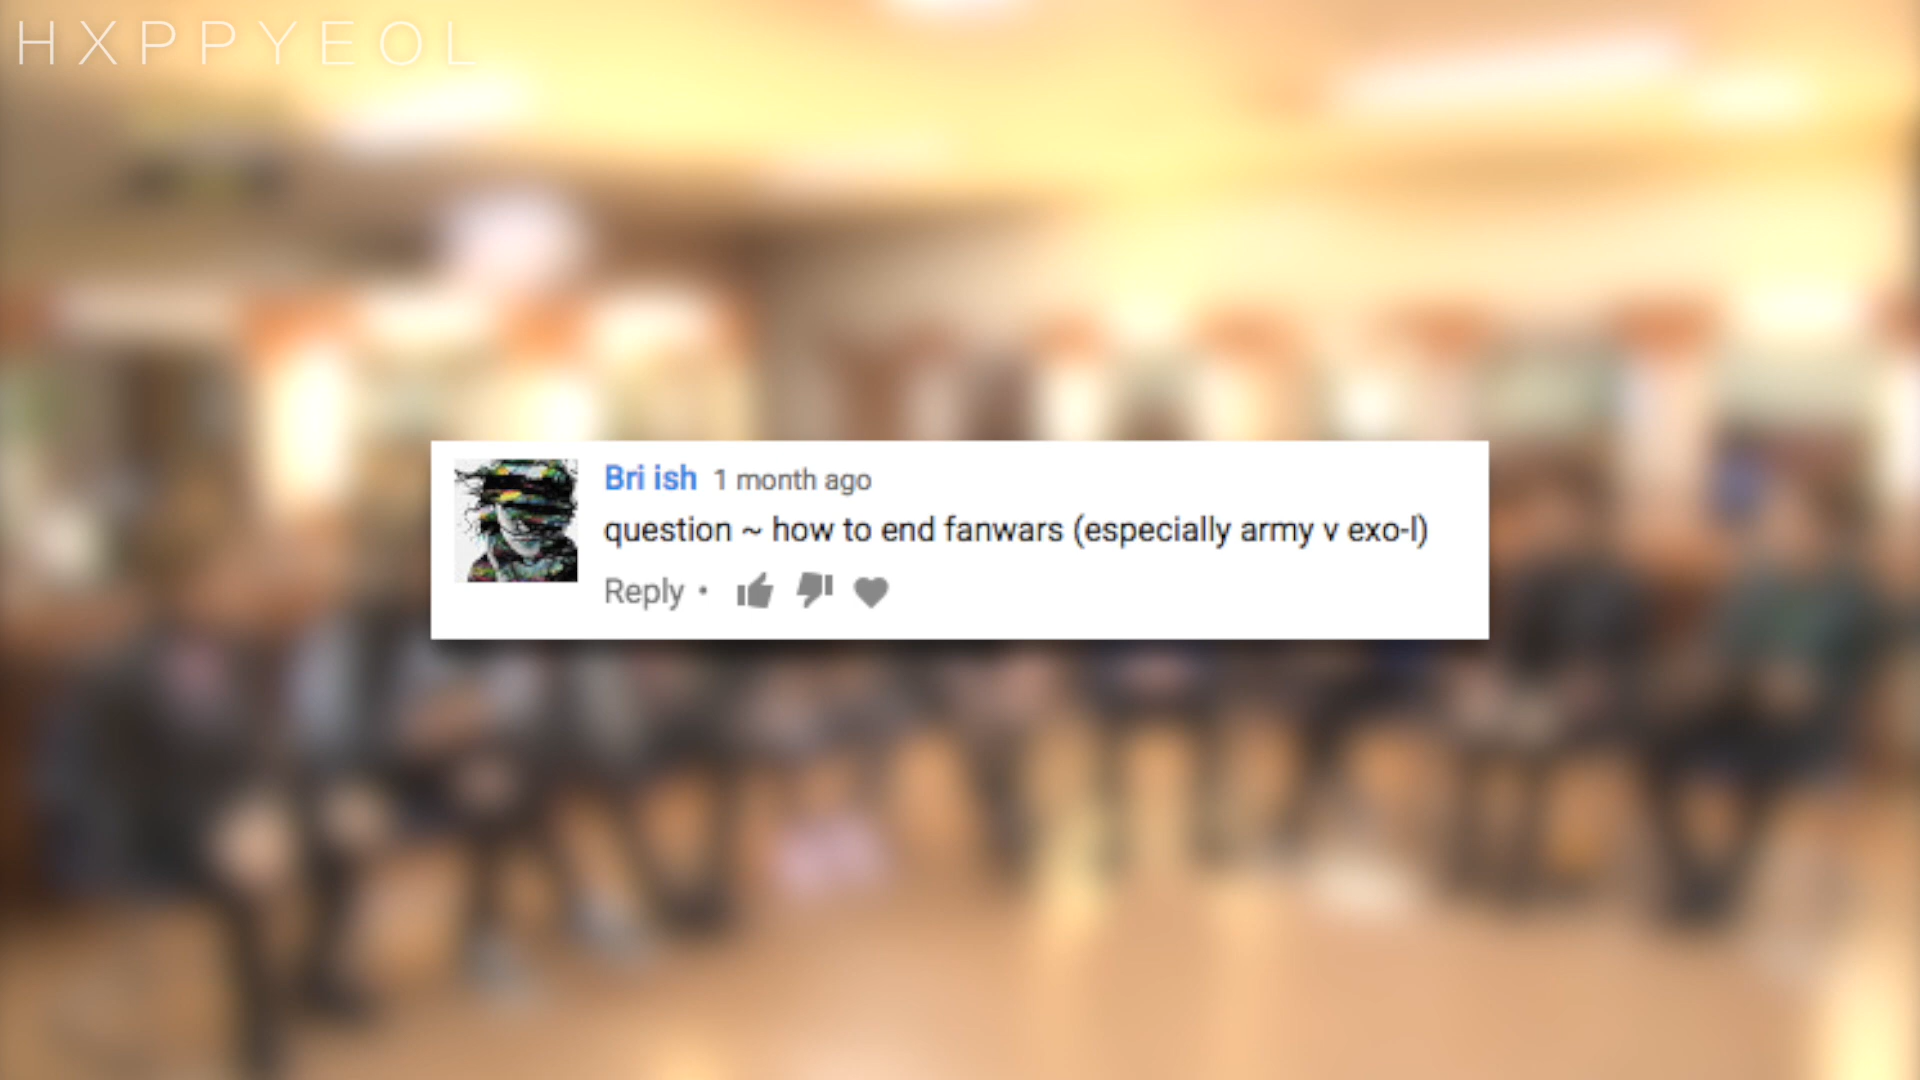 HXPPYEOL
Bri ish 1 month ago
question ~ how to end fanwars (especially army v exo-l)
Reply •